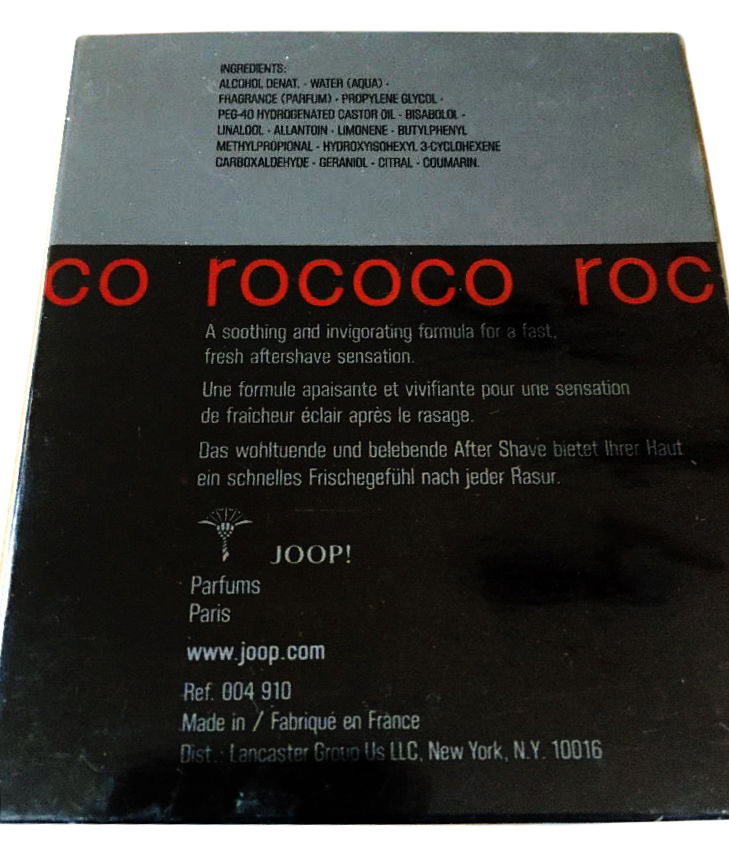 INGREDIENTS:
ALCOHOL DENAT. · WATER (AQUA) ·
FRAGRANCE (PARFUM) · PROPYLENE GLYCOL ·
PEG-40 HYDROGENATED CASTOR OIL · BISABOLOL ·
LINALOOL · ALLANTOIN · LIMONENE · BUTYLPHENYL
METHYLPROPIONAL · HYDROXYISOHEXYL 3-CYCLOHEXENE
CARBOXALDEHYDE · GERANIOL · CITRAL · COUMARIN.
co rococo roc
A soothing and invigorating formula for a fast,
fresh aftershave sensation.
Une formule apaisante et vivifiante pour une sensation
de fraîcheur éclair après le rasage.
Das wohltuende und belebende After Shave bietet Ihrer Haut
ein schnelles Frischegefühl nach jeder Rasur.
JOOP!
Parfums
Paris
www.joop.com
Ref. 004 910
Made in / Fabriqué en France
Dist.: Lancaster Group Us LLC, New York, N.Y. 10016